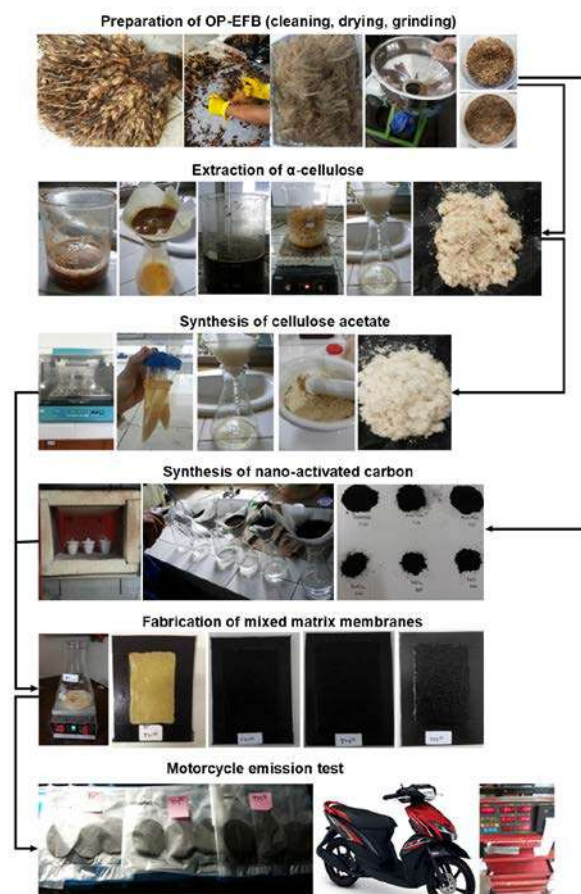 Preparation of OP-EFB (cleaning, drying, grinding)
Extraction of α-cellulose
Synthesis of cellulose acetate
Synthesis of nano-activated carbon
Fabrication of mixed matrix membranes
Motorcycle emission test